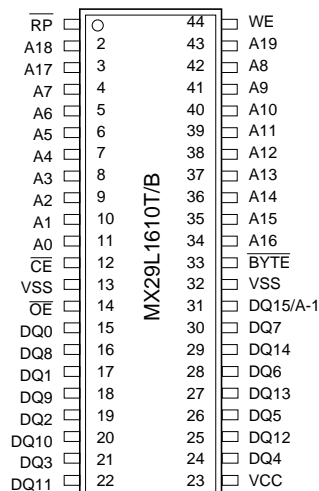 RP 44 WE
A18 2 43 A19
A17 3 42 A8
A7 4 41 A9
A6 5 40 A10
A5 6 39 A11
A4 7 38 A12
A3 8 37 A13
A2 9 36 A14
A1 10 35 A15
A0 11 34 A16
CE 12 33 BYTE
VSS 13 32 VSS
OE 14 31 DQ15/A-1
DQ0 15 30 DQ7
DQ8 16 29 DQ14
DQ1 17 28 DQ6
DQ9 18 27 DQ13
DQ2 19 26 DQ5
DQ10 20 25 DQ12
DQ3 21 24 DQ4
DQ11 22 23 VCC
MX29L1610T/B